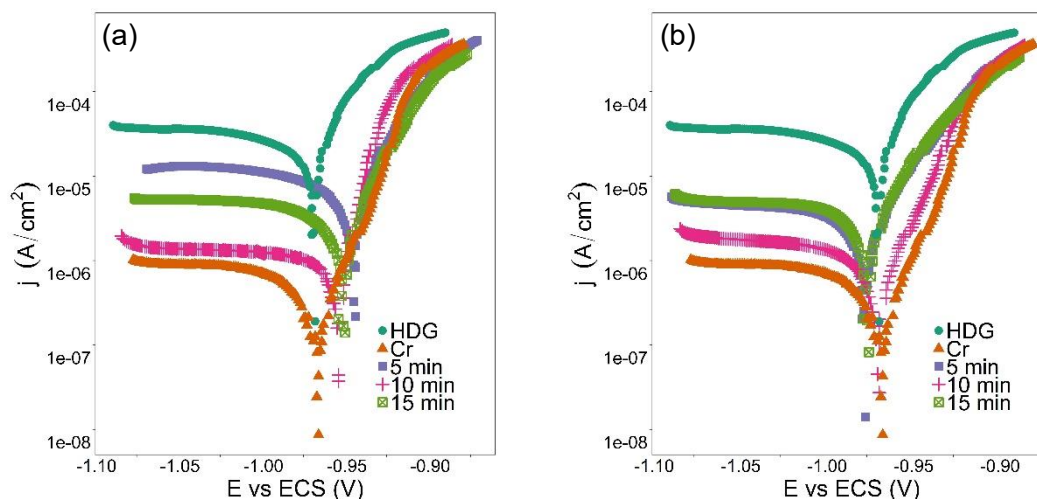 (a)
j (A/cm²)
1e-04
1e-05
1e-06
1e-07
1e-08
HDG
Cr
5 min
10 min
15 min
-1.10 -1.05 -1.00 -0.95 -0.90
E vs ECS (V)
(b)
j (A/cm²)
1e-04
1e-05
1e-06
1e-07
1e-08
HDG
Cr
5 min
10 min
15 min
-1.10 -1.05 -1.00 -0.95 -0.90
E vs ECS (V)